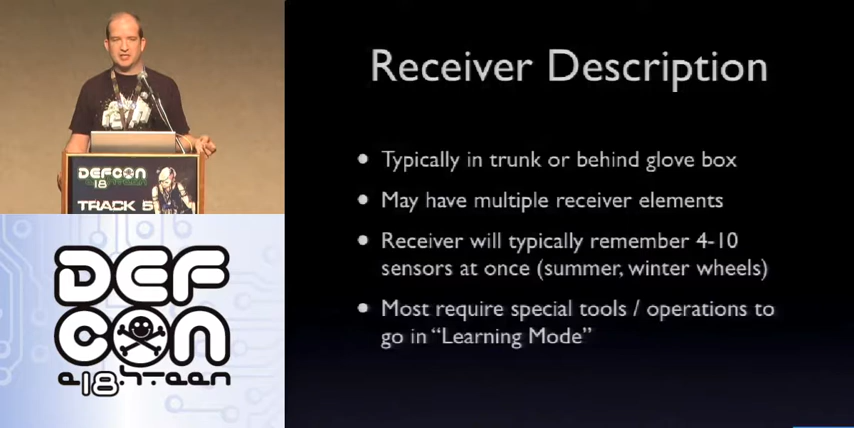 Receiver Description
Typically in trunk or behind glove box
May have multiple receiver elements
Receiver will typically remember 4-10
sensors at once (summer, winter wheels)
Most require special tools / operations to
go in “Learning Mode”
DEFCON
18
TRACK 5
DEF
CON
e18hteen